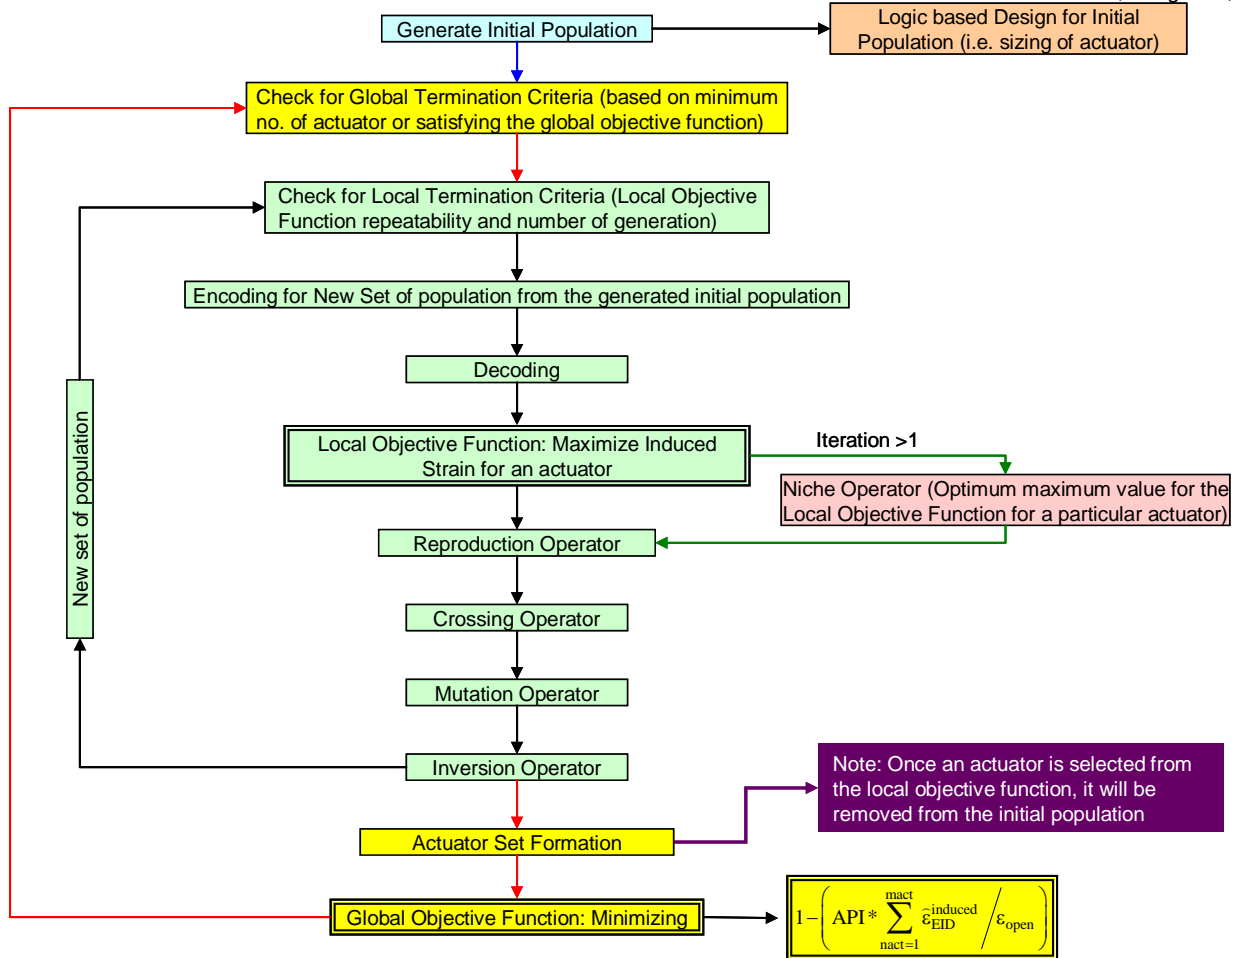 Generate Initial Population
Logic based Design for Initial
Population (i.e. sizing of actuator)
Check for Global Termination Criteria (based on minimum
no. of actuator or satisfying the global objective function)
Check for Local Termination Criteria (Local Objective
Function repeatability and number of generation)
Encoding for New Set of population from the generated initial population
Decoding
Local Objective Function: Maximize Induced
Strain for an actuator
Iteration >1
Niche Operator (Optimum maximum value for the
Local Objective Function for a particular actuator)
Reproduction Operator
New set of population
Crossing Operator
Mutation Operator
Inversion Operator
Note: Once an actuator is selected from
the local objective function, it will be
removed from the initial population
Actuator Set Formation
Global Objective Function: Minimizing
1−(API* ∑_{nact=1}^{mact} ε̂_{EID}^{induced} / ε_{open})